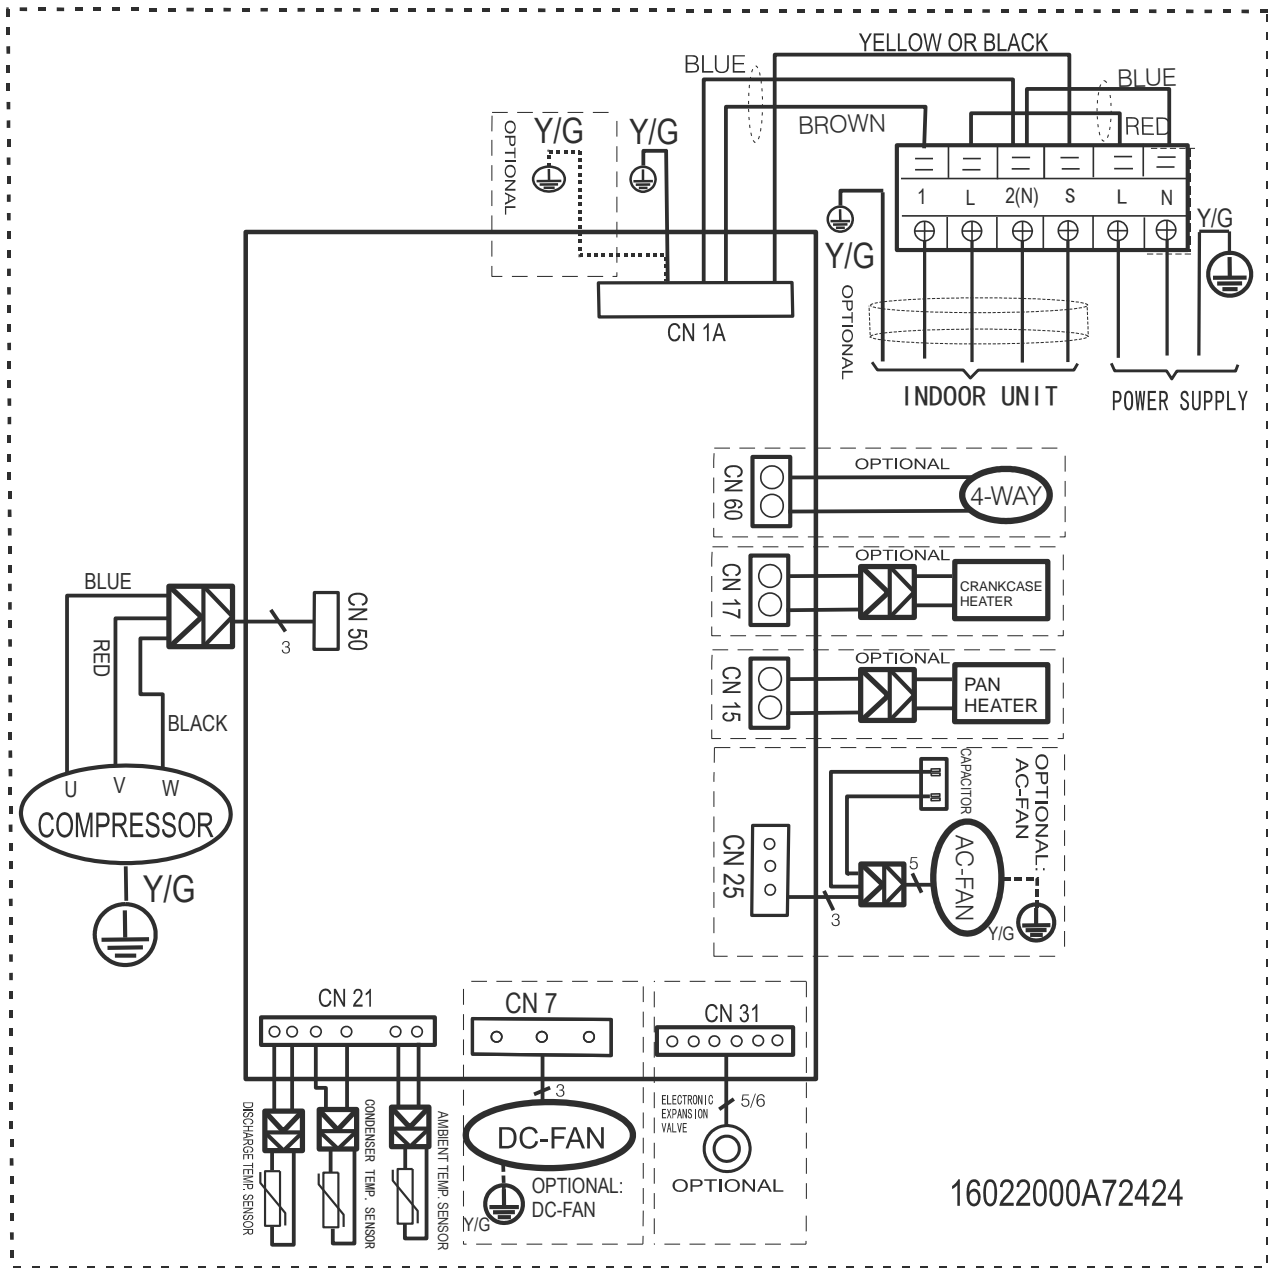 YELLOW OR BLACK
BLUE
BLUE
BROWN
RED
OPTIONAL
Y/G
Y/G
1
L
2(N)
S
L
N
Y/G
Y/G
OPTIONAL
CN 1A
INDOOR UNIT
POWER SUPPLY
CN 60
OPTIONAL
4-WAY
CN 17
OPTIONAL
CRANKCASE
HEATER
CN 15
OPTIONAL
PAN
HEATER
BLUE
RED
BLACK
3
CN 50
U
V
W
COMPRESSOR
Y/G
CN 25
3
5
CAPACITOR
AC-FAN
OPTIONAL:
AC-FAN
Y/G
CN 21
CN 7
CN 31
DISCHARGE TEMP. SENSOR
CONDENSER TEMP. SENSOR
AMBIENT TEMP. SENSOR
3
DC-FAN
OPTIONAL:
DC-FAN
Y/G
ELECTRONIC
EXPANSION
VALVE
5/6
OPTIONAL
16022000A72424